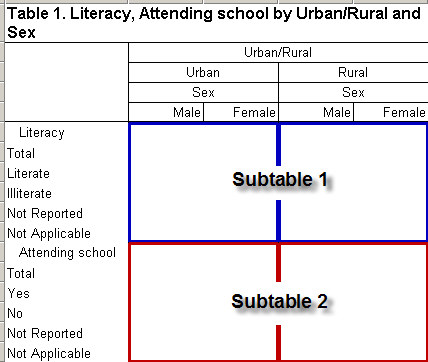 Table 1. Literacy, Attending school by Urban/Rural and
Sex
Urban/Rural
Urban Rural
Sex Sex
Male Female Male Female
Literacy
Total
Literate
Illiterate
Not Reported
Not Applicable
Subtable 1
Attending school
Total
Yes
No
Not Reported
Not Applicable
Subtable 2